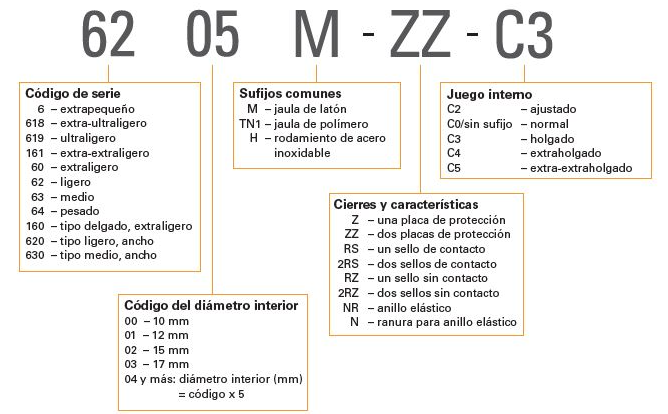 62 05 M - ZZ - C3
Código de serie
6 – extrapequeño
618 – extra-ultraligero
619 – ultraligero
161 – extra-extraligero
60 – extraligero
62 – ligero
63 – medio
64 – pesado
160 – tipo delgado, extraligero
620 – tipo ligero, ancho
630 – tipo medio, ancho
Sufijos comunes
M – jaula de latón
TN1 – jaula de polímero
H – rodamiento de acero
inoxidable
Juego interno
C2 – ajustado
C0/sin sufijo – normal
C3 – holgado
C4 – extraholgado
C5 – extra-extraholgado
Cierres y características
Z – una placa de protección
ZZ – dos placas de protección
RS – un sello de contacto
2RS – dos sellos de contacto
RZ – un sello sin contacto
2RZ – dos sellos sin contacto
NR – anillo elástico
N – ranura para anillo elástico
Código del diámetro interior
00 – 10 mm
01 – 12 mm
02 – 15 mm
03 – 17 mm
04 y más: diámetro interior (mm)
= código x 5